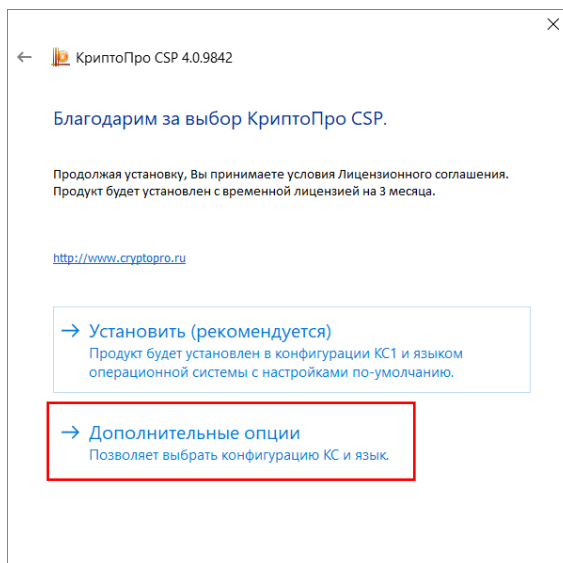 КриптоПро CSP 4.0.9842
Благодарим за выбор КриптоПро CSP.
Продолжая установку, Вы принимаете условия Лицензионного соглашения.
Продукт будет установлен с временной лицензией на 3 месяца.
http://www.cryptopro.ru
Установить (рекомендуется)
Продукт будет установлен в конфигурации КС1 и языком
операционной системы с настройками по-умолчанию.
Дополнительные опции
Позволяет выбрать конфигурацию КС и язык.